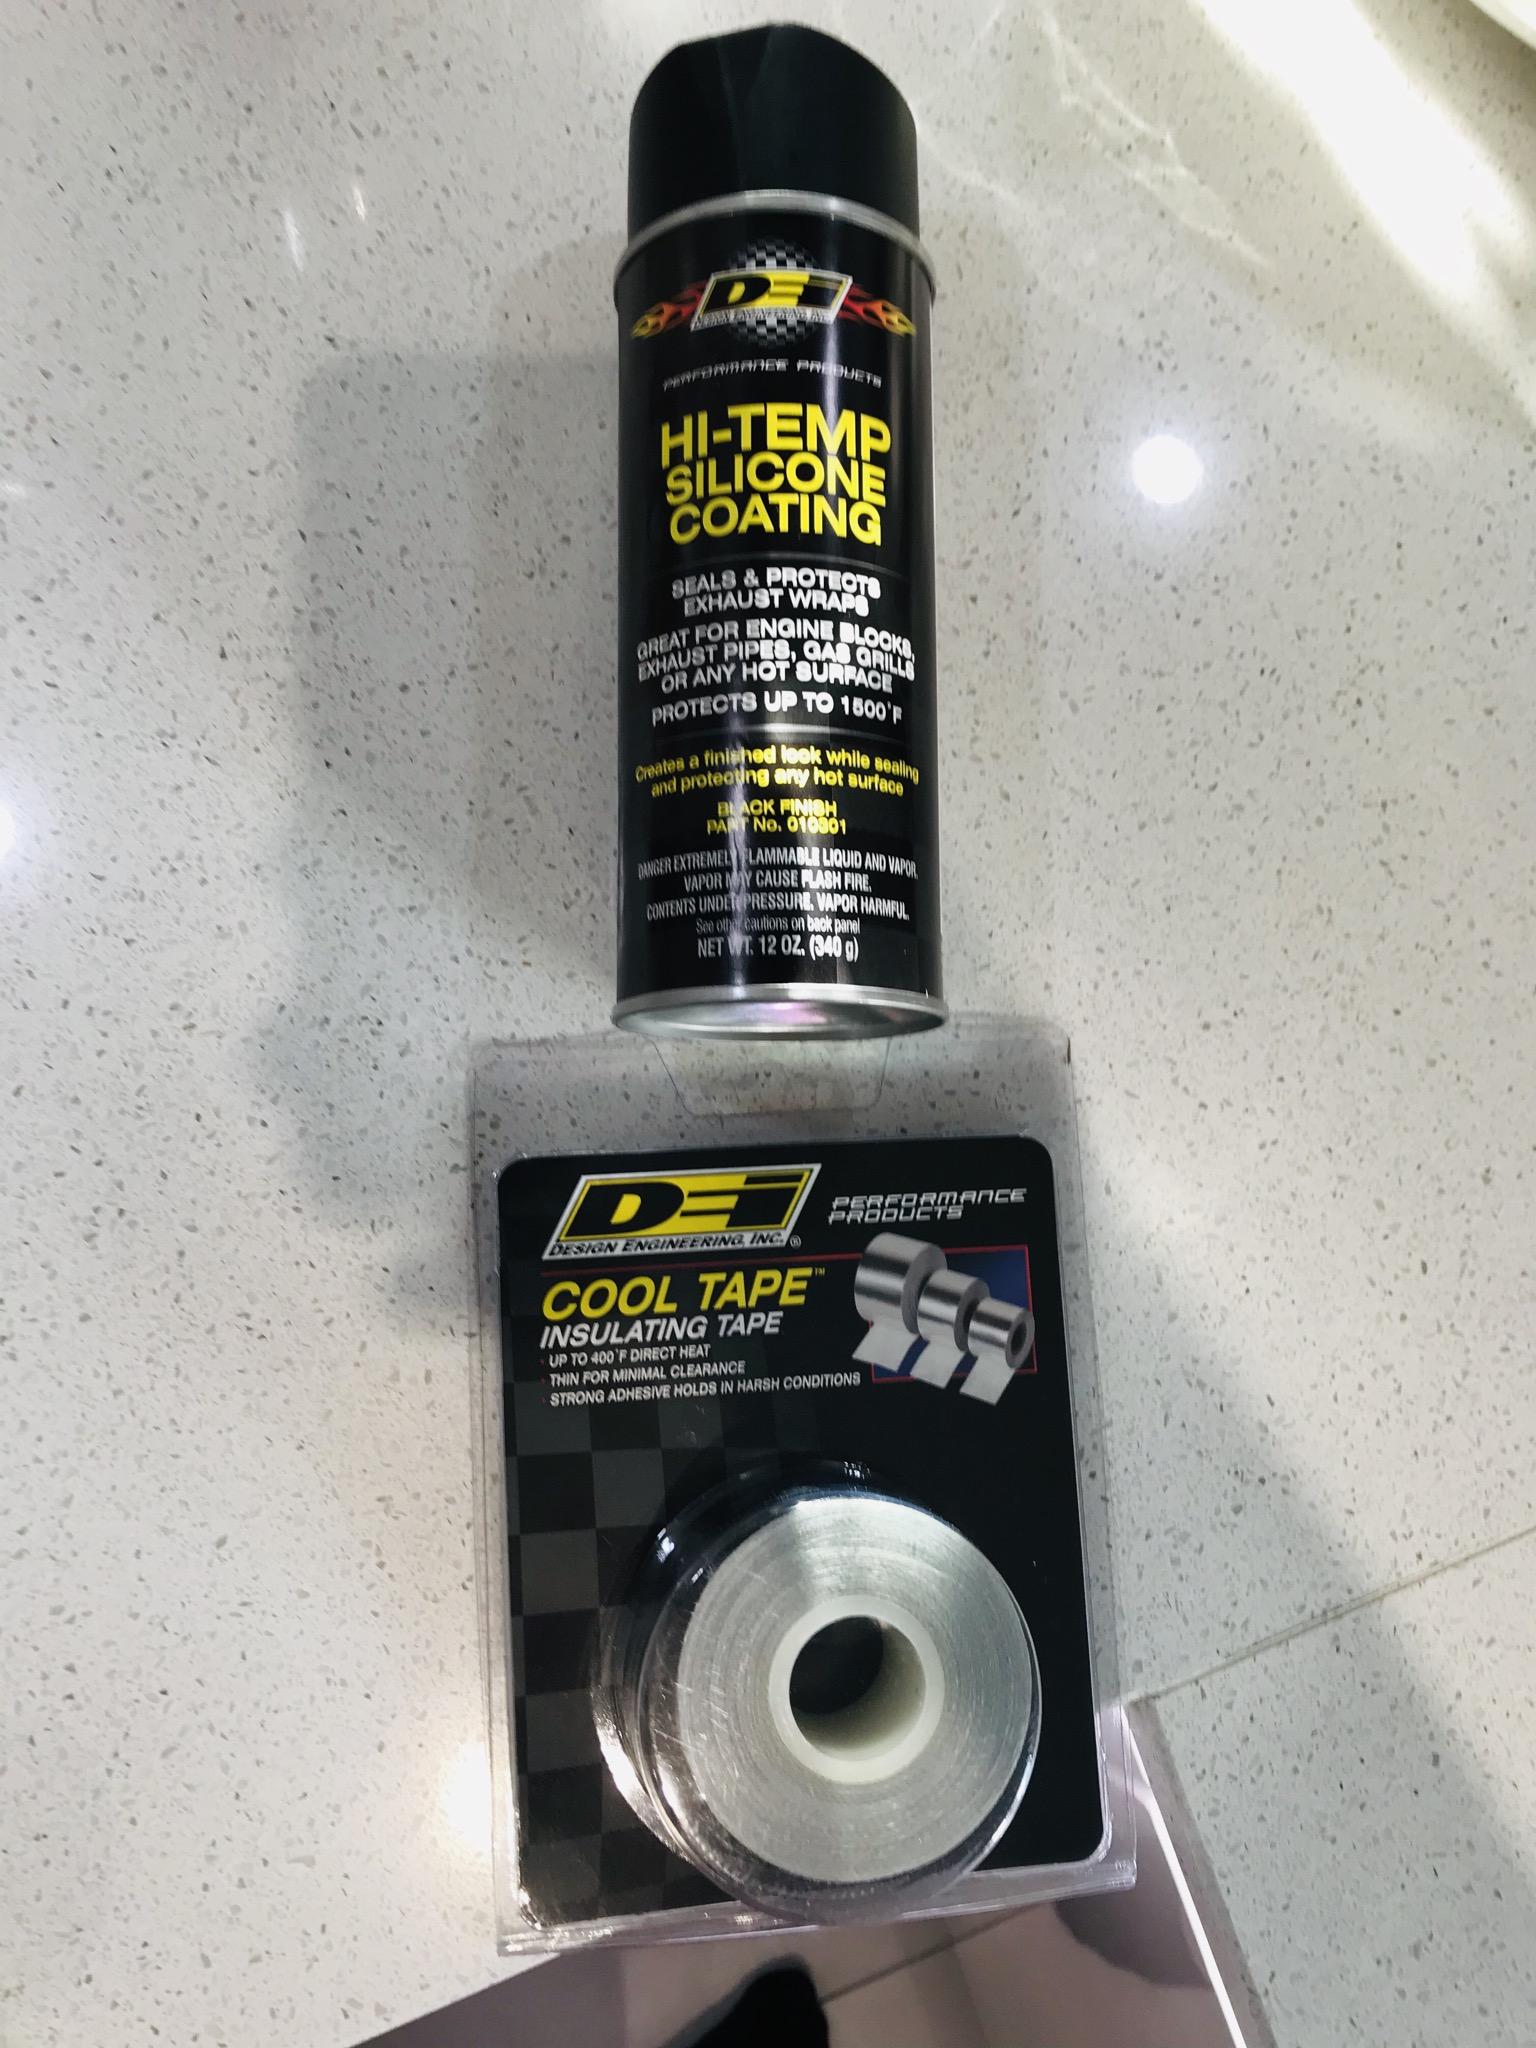 DEi
DESIGN ENGINEERING, INC.
PERFORMANCE PRODUCTS
HI-TEMP
SILICONE
COATING
SEALS & PROTECTS
EXHAUST WRAPS
GREAT FOR ENGINE BLOCKS,
EXHAUST PIPES, GAS GRILLS
OR ANY HOT SURFACE
PROTECTS UP TO 1500°F
Creates a finished look while sealing
and protecting any hot surface
BLACK FINISH
PART No. 010301
DANGER EXTREMELY FLAMMABLE LIQUID AND VAPOR.
VAPOR MAY CAUSE FLASH FIRE.
CONTENTS UNDER PRESSURE. VAPOR HARMFUL.
See other cautions on back panel
NET WT. 12 OZ. (340 g)
DEi
DESIGN ENGINEERING, INC.®
PERFORMANCE
PRODUCTS
COOL TAPE™
INSULATING TAPE
· UP TO 400°F DIRECT HEAT
· THIN FOR MINIMAL CLEARANCE
· STRONG ADHESIVE HOLDS IN HARSH CONDITIONS